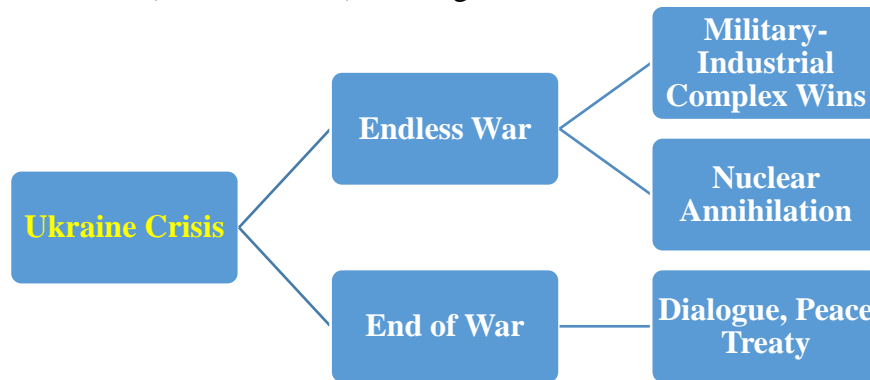 Military-
Industrial
Complex Wins
Endless War
Nuclear
Annihilation
Ukraine Crisis
End of War
Dialogue, Peace
Treaty